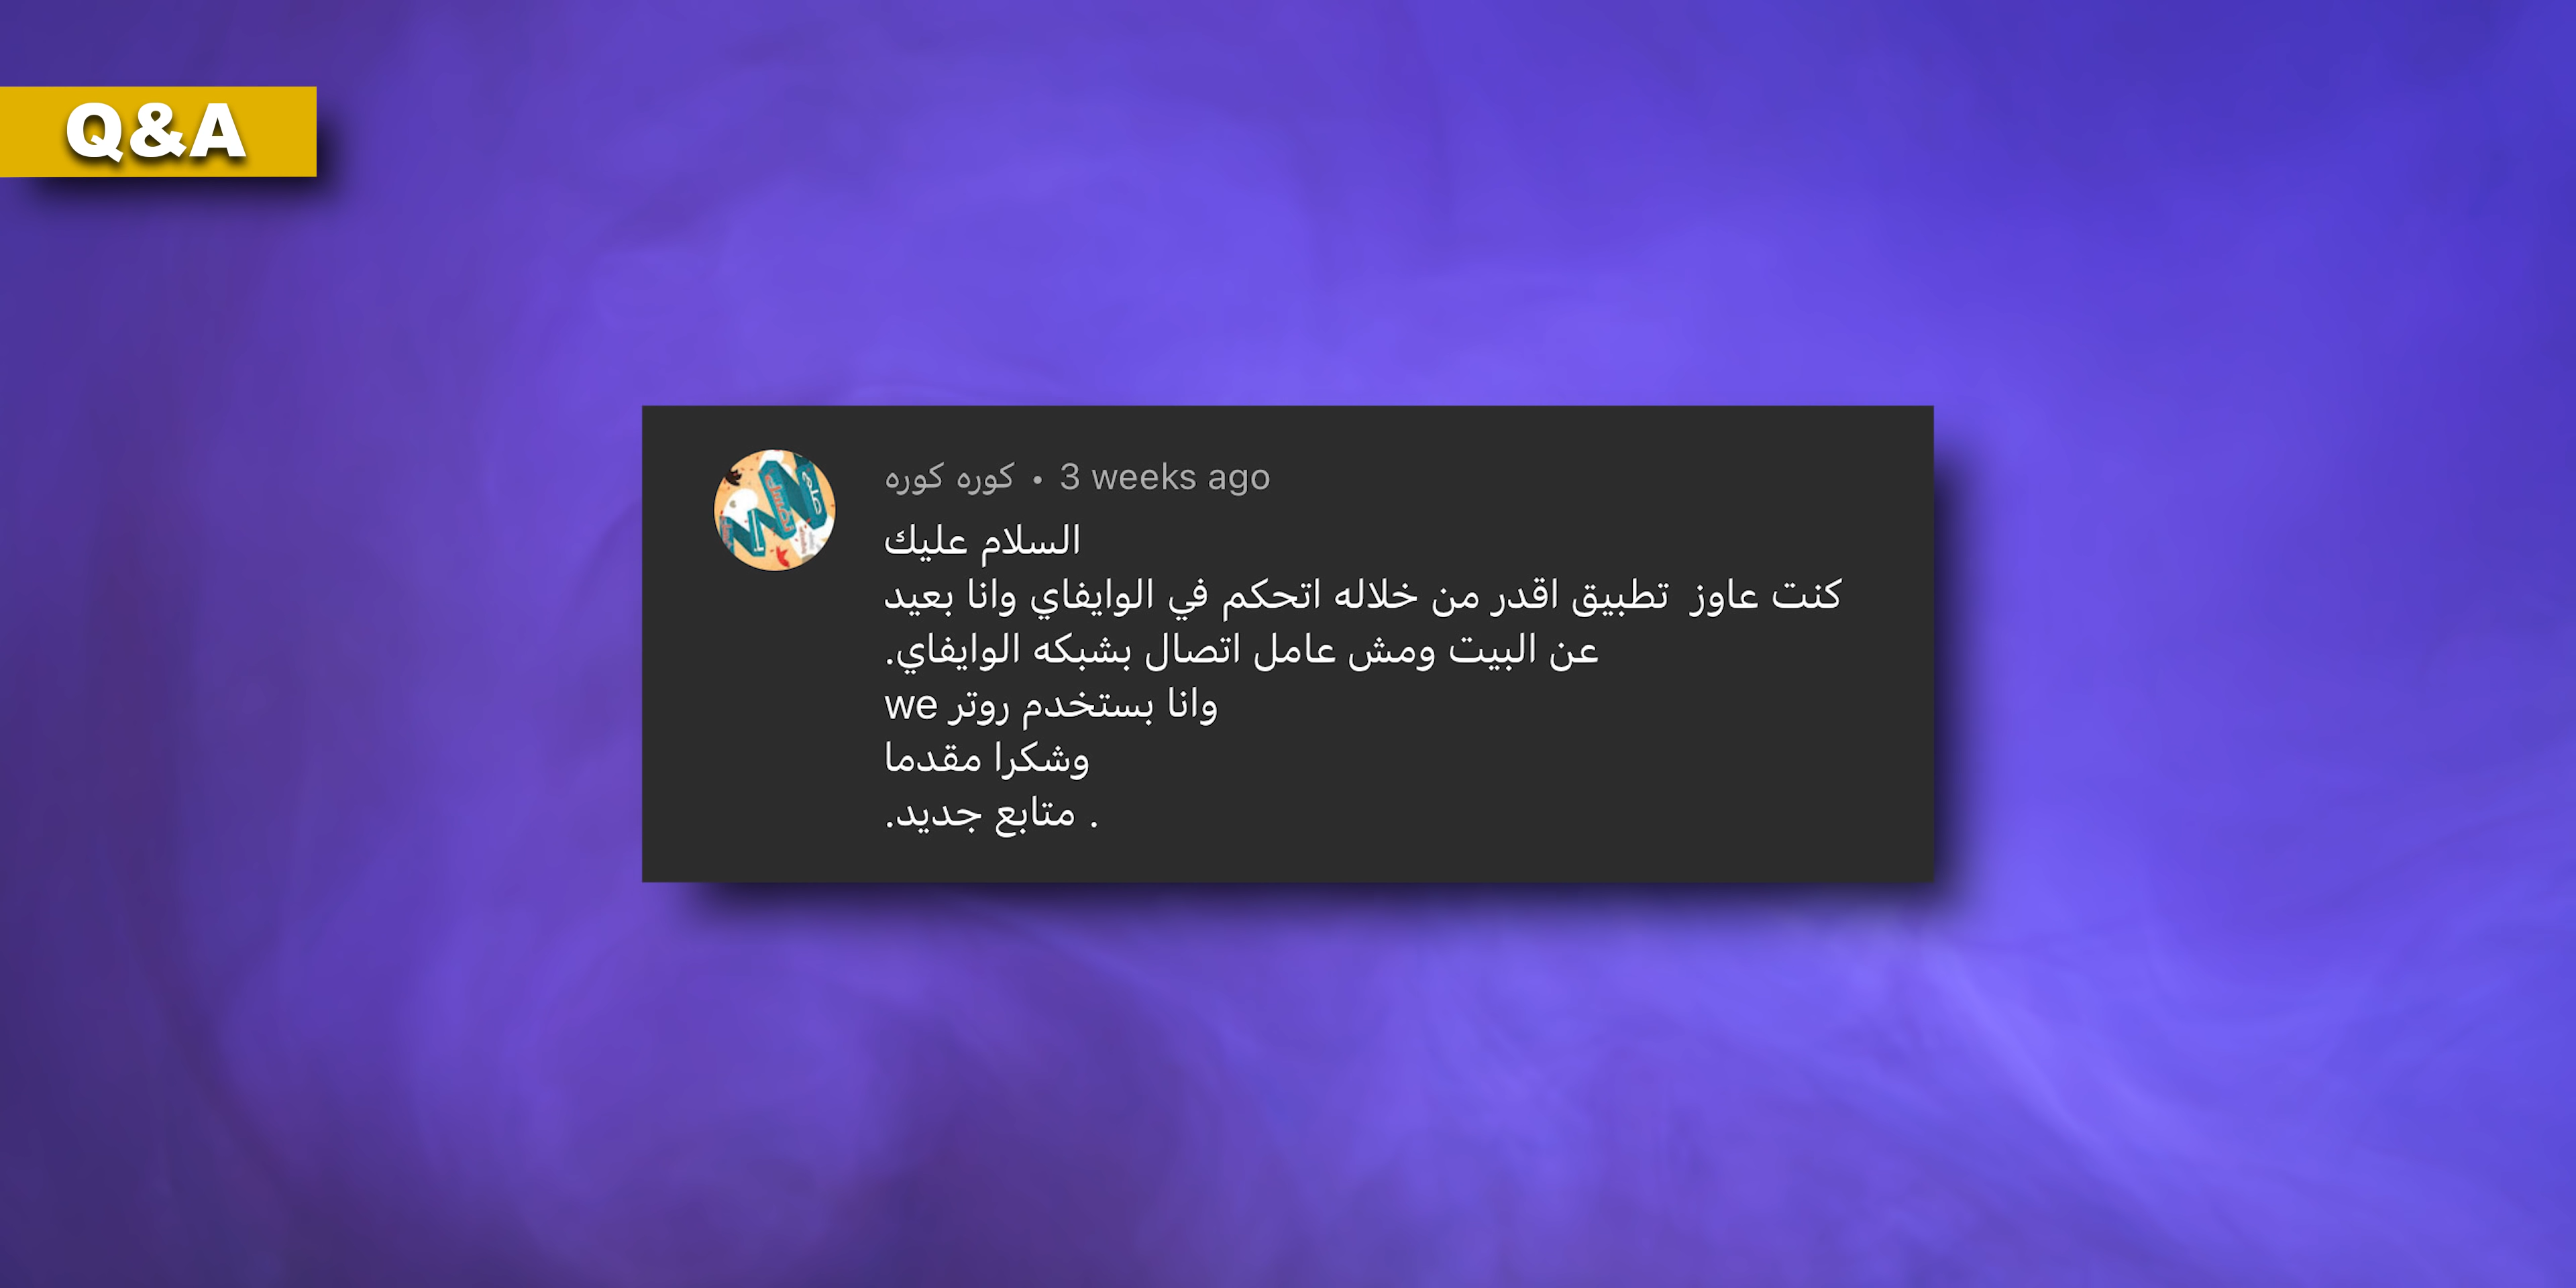 Q&A
كوره كوره • 3 weeks ago
السلام عليك
كنت عاوز تطبيق اقدر من خلاله اتحكم في الوايفاي وانا بعيد
عن البيت ومش عامل اتصال بشبكه الوايفاي.
وانا بستخدم روتر we
وشكرا مقدما
. متابع جديد.